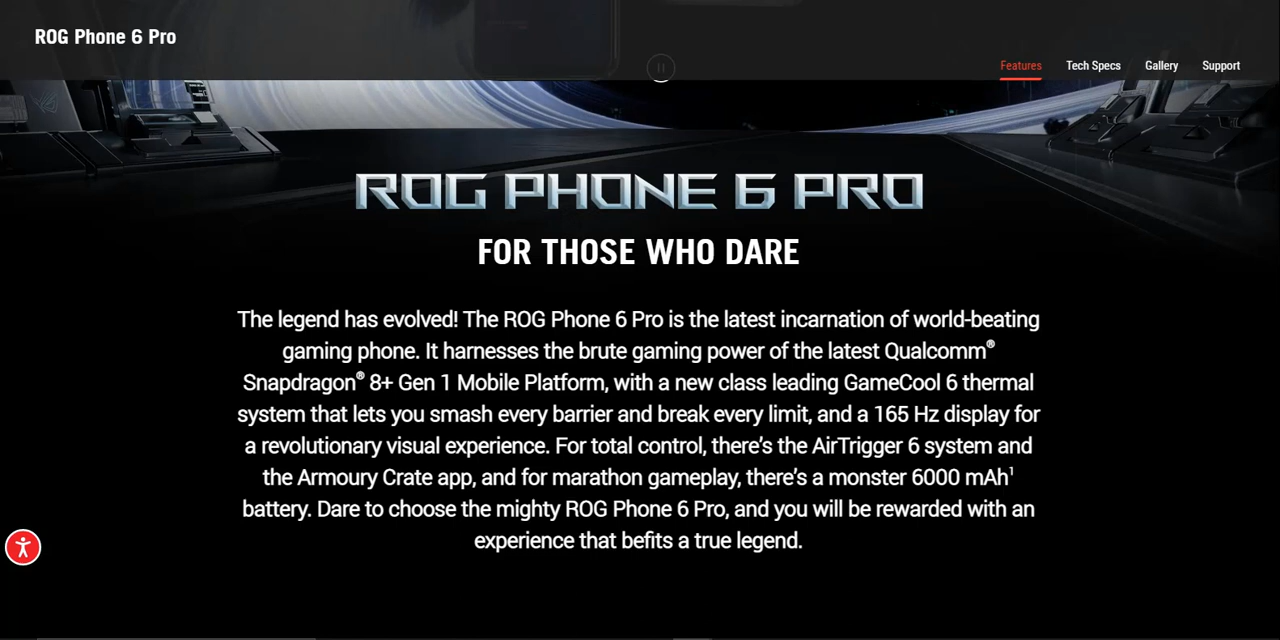 ROG Phone 6 Pro
Features Tech Specs Gallery Support
ROG PHONE 6 PRO
FOR THOSE WHO DARE
The legend has evolved! The ROG Phone 6 Pro is the latest incarnation of world-beating
gaming phone. It harnesses the brute gaming power of the latest Qualcomm®
Snapdragon® 8+ Gen 1 Mobile Platform, with a new class leading GameCool 6 thermal
system that lets you smash every barrier and break every limit, and a 165 Hz display for
a revolutionary visual experience. For total control, there’s the AirTrigger 6 system and
the Armoury Crate app, and for marathon gameplay, there’s a monster 6000 mAh¹
battery. Dare to choose the mighty ROG Phone 6 Pro, and you will be rewarded with an
experience that befits a true legend.